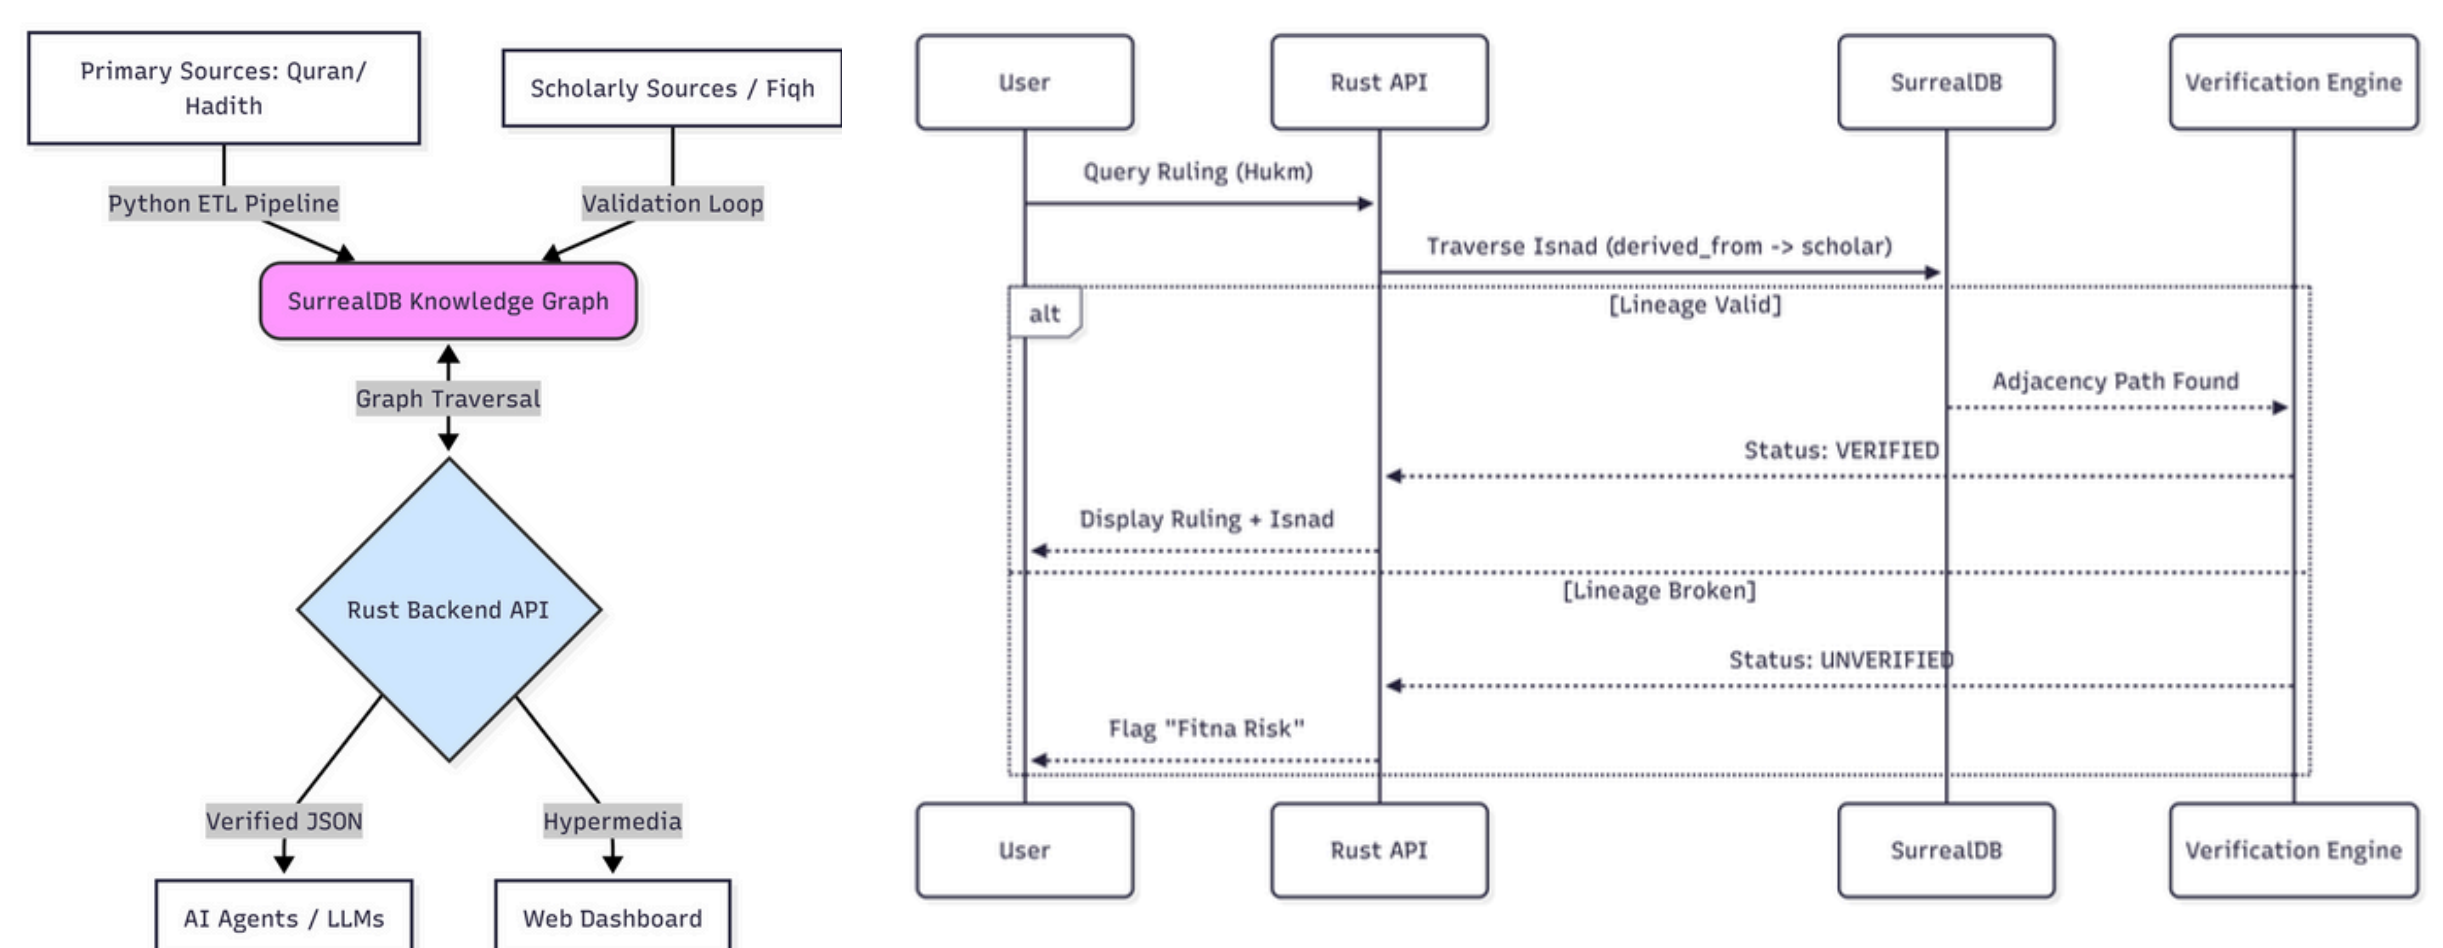 Primary Sources: Quran/
Hadith
Scholarly Sources / Fiqh
Python ETL Pipeline
Validation Loop
SurrealDB Knowledge Graph
Graph Traversal
Rust Backend API
Verified JSON
Hypermedia
AI Agents / LLMs
Web Dashboard
User
Rust API
SurrealDB
Verification Engine
Query Ruling (Hukm)
Traverse Isnad (derived_from -> scholar)
alt
[Lineage Valid]
Adjacency Path Found
Status: VERIFIED
Display Ruling + Isnad
[Lineage Broken]
Status: UNVERIFIED
Flag "Fitna Risk"
User
Rust API
SurrealDB
Verification Engine